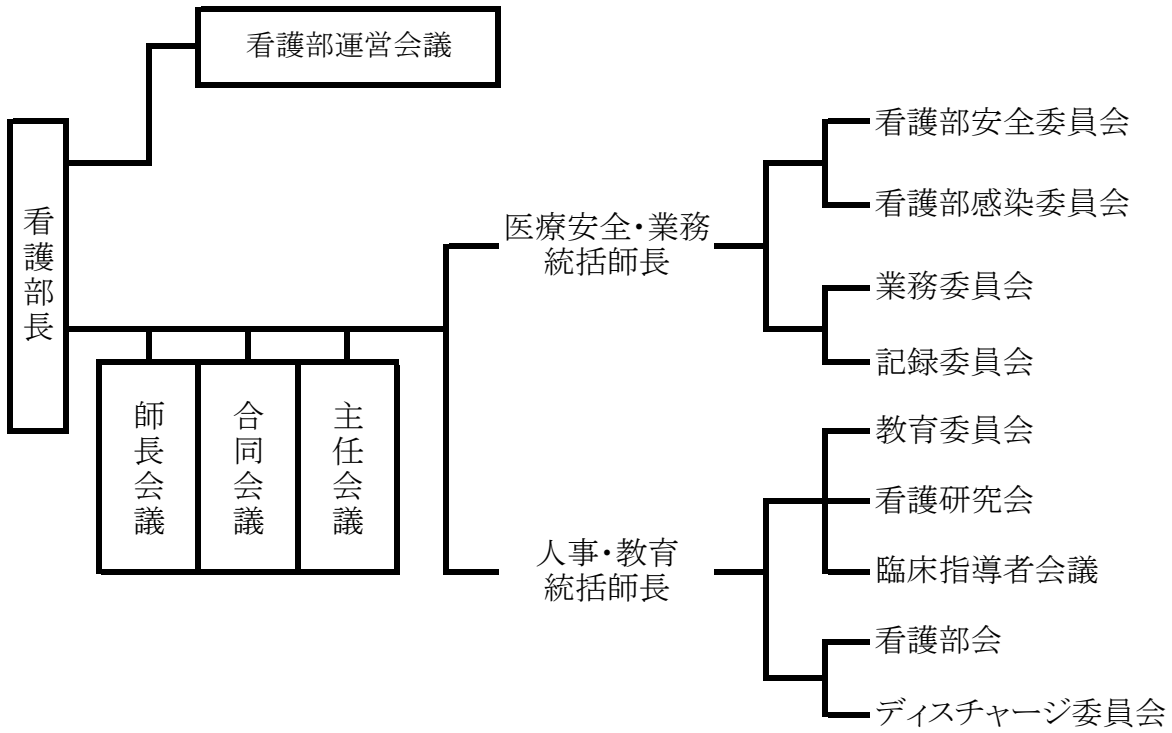 看護部運営会議
看護部長
師長会議
合同会議
主任会議
医療安全・業務
統括師長
人事・教育
統括師長
看護部安全委員会
看護部感染委員会
業務委員会
記録委員会
教育委員会
看護研究会
臨床指導者会議
看護部会
ディスチャージ委員会